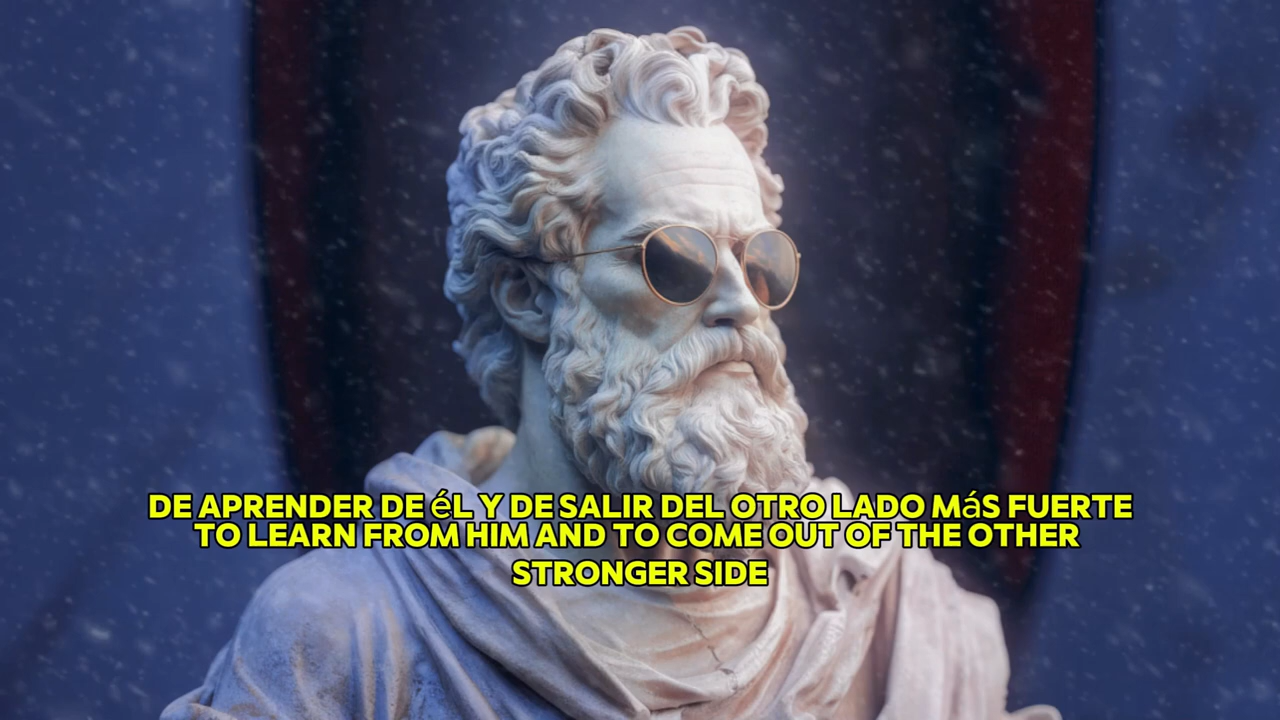 DE APRENDER DE éL Y DE SALIR DEL OTRO LADO MáS FUERTE
TO LEARN FROM HIM AND TO COME OUT OF THE OTHER
STRONGER SIDE